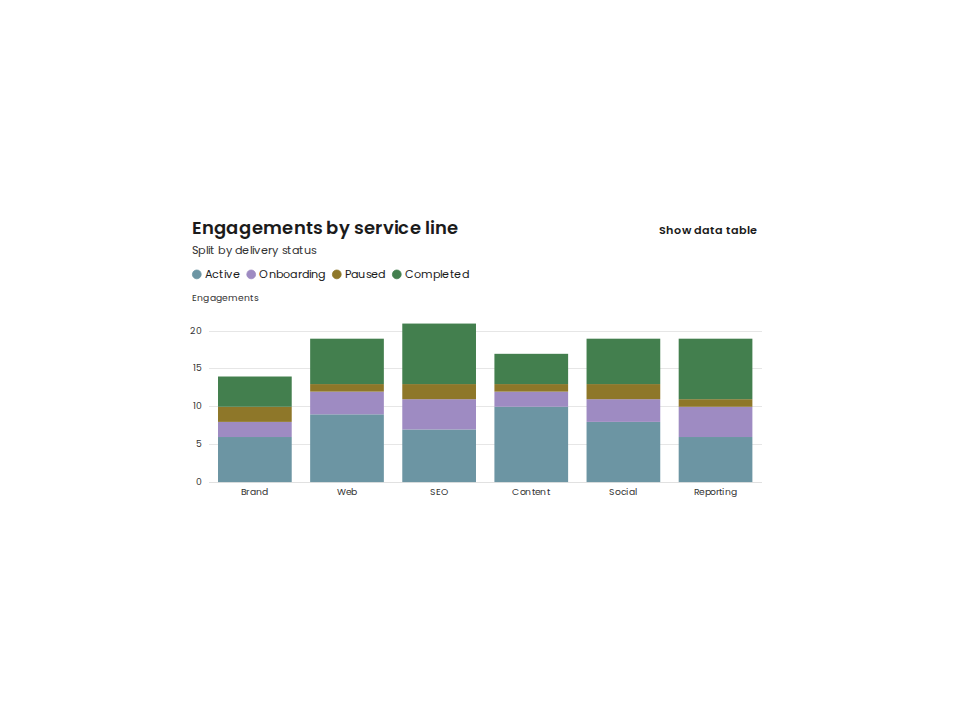 Engagements by service line
Show data table
Split by delivery status
Active Onboarding Paused Completed
Engagements
20
15
10
5
0
Brand Web SEO Content Social Reporting